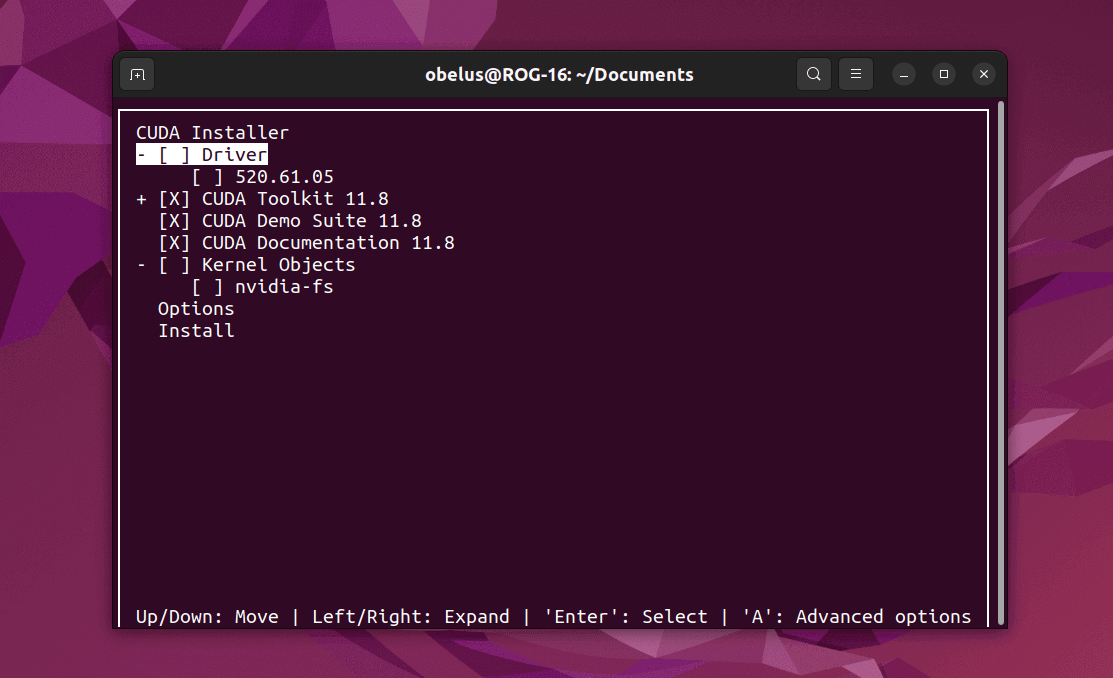 obelus@ROG-16: ~/Documents
CUDA Installer
- [ ] Driver
     [ ] 520.61.05
+ [X] CUDA Toolkit 11.8
  [X] CUDA Demo Suite 11.8
  [X] CUDA Documentation 11.8
- [ ] Kernel Objects
     [ ] nvidia-fs
  Options
  Install
Up/Down: Move | Left/Right: Expand | 'Enter': Select | 'A': Advanced options